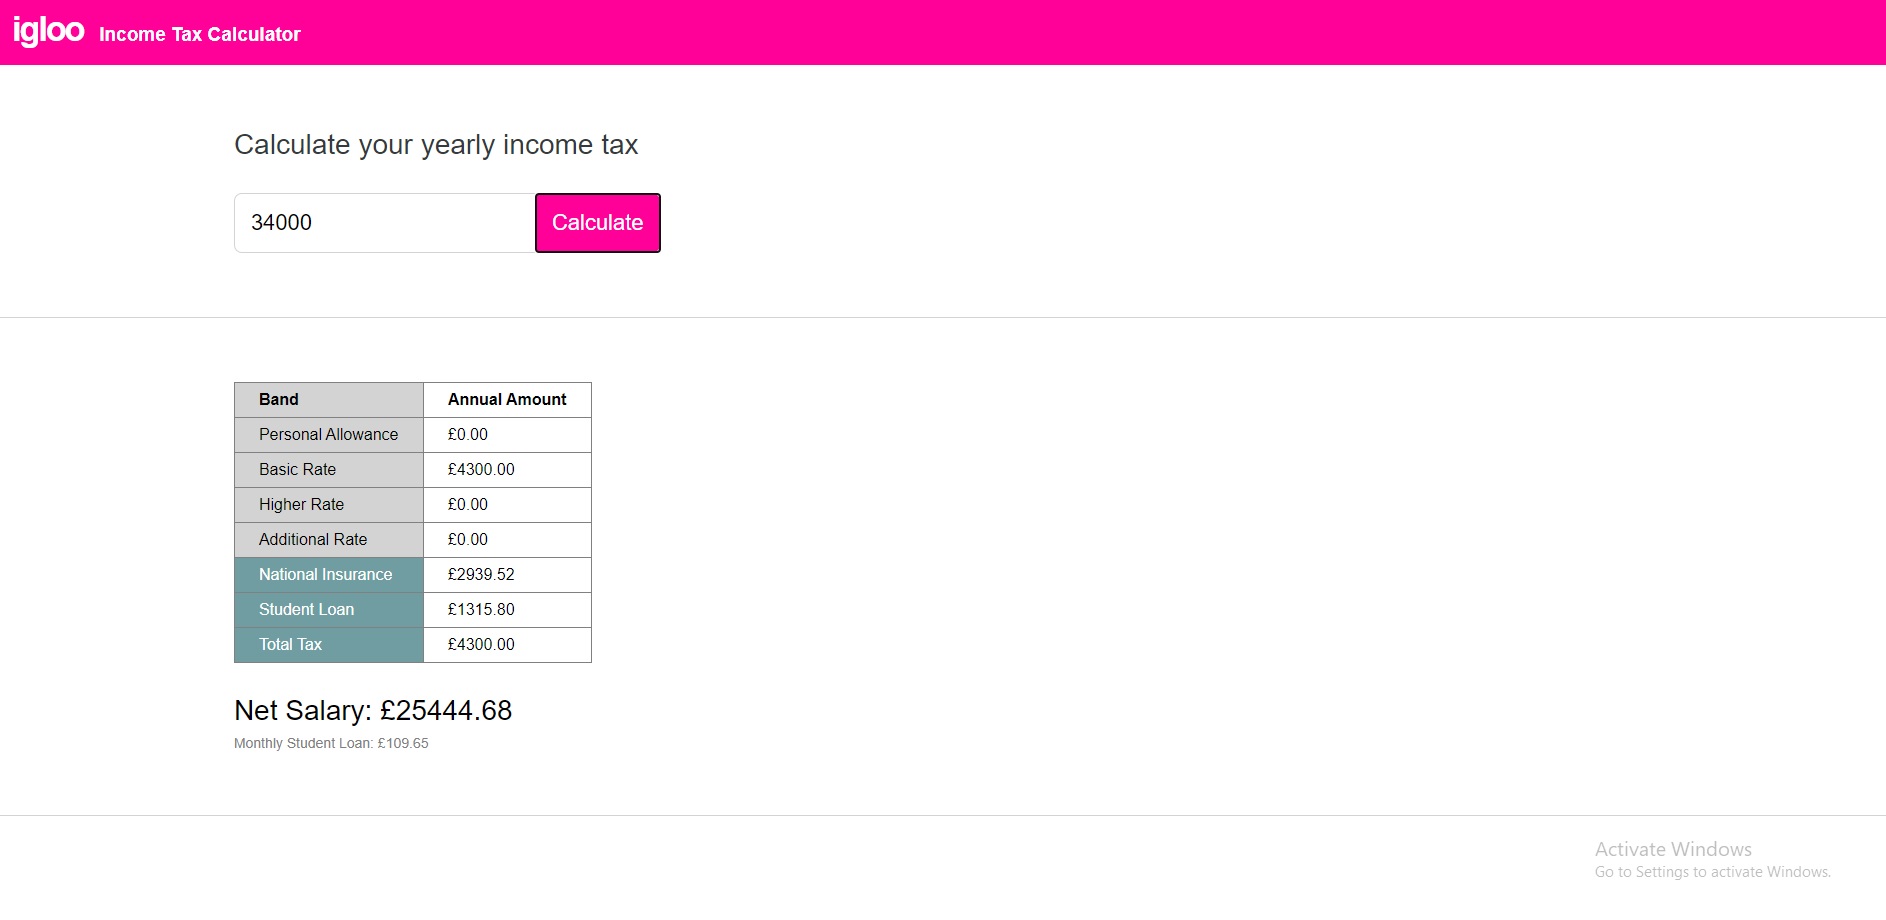 igloo Income Tax Calculator
Calculate your yearly income tax
34000 Calculate
Band Annual Amount
Personal Allowance £0.00
Basic Rate £4300.00
Higher Rate £0.00
Additional Rate £0.00
National Insurance £2939.52
Student Loan £1315.80
Total Tax £4300.00
Net Salary: £25444.68
Monthly Student Loan: £109.65
Activate Windows
Go to Settings to activate Windows.